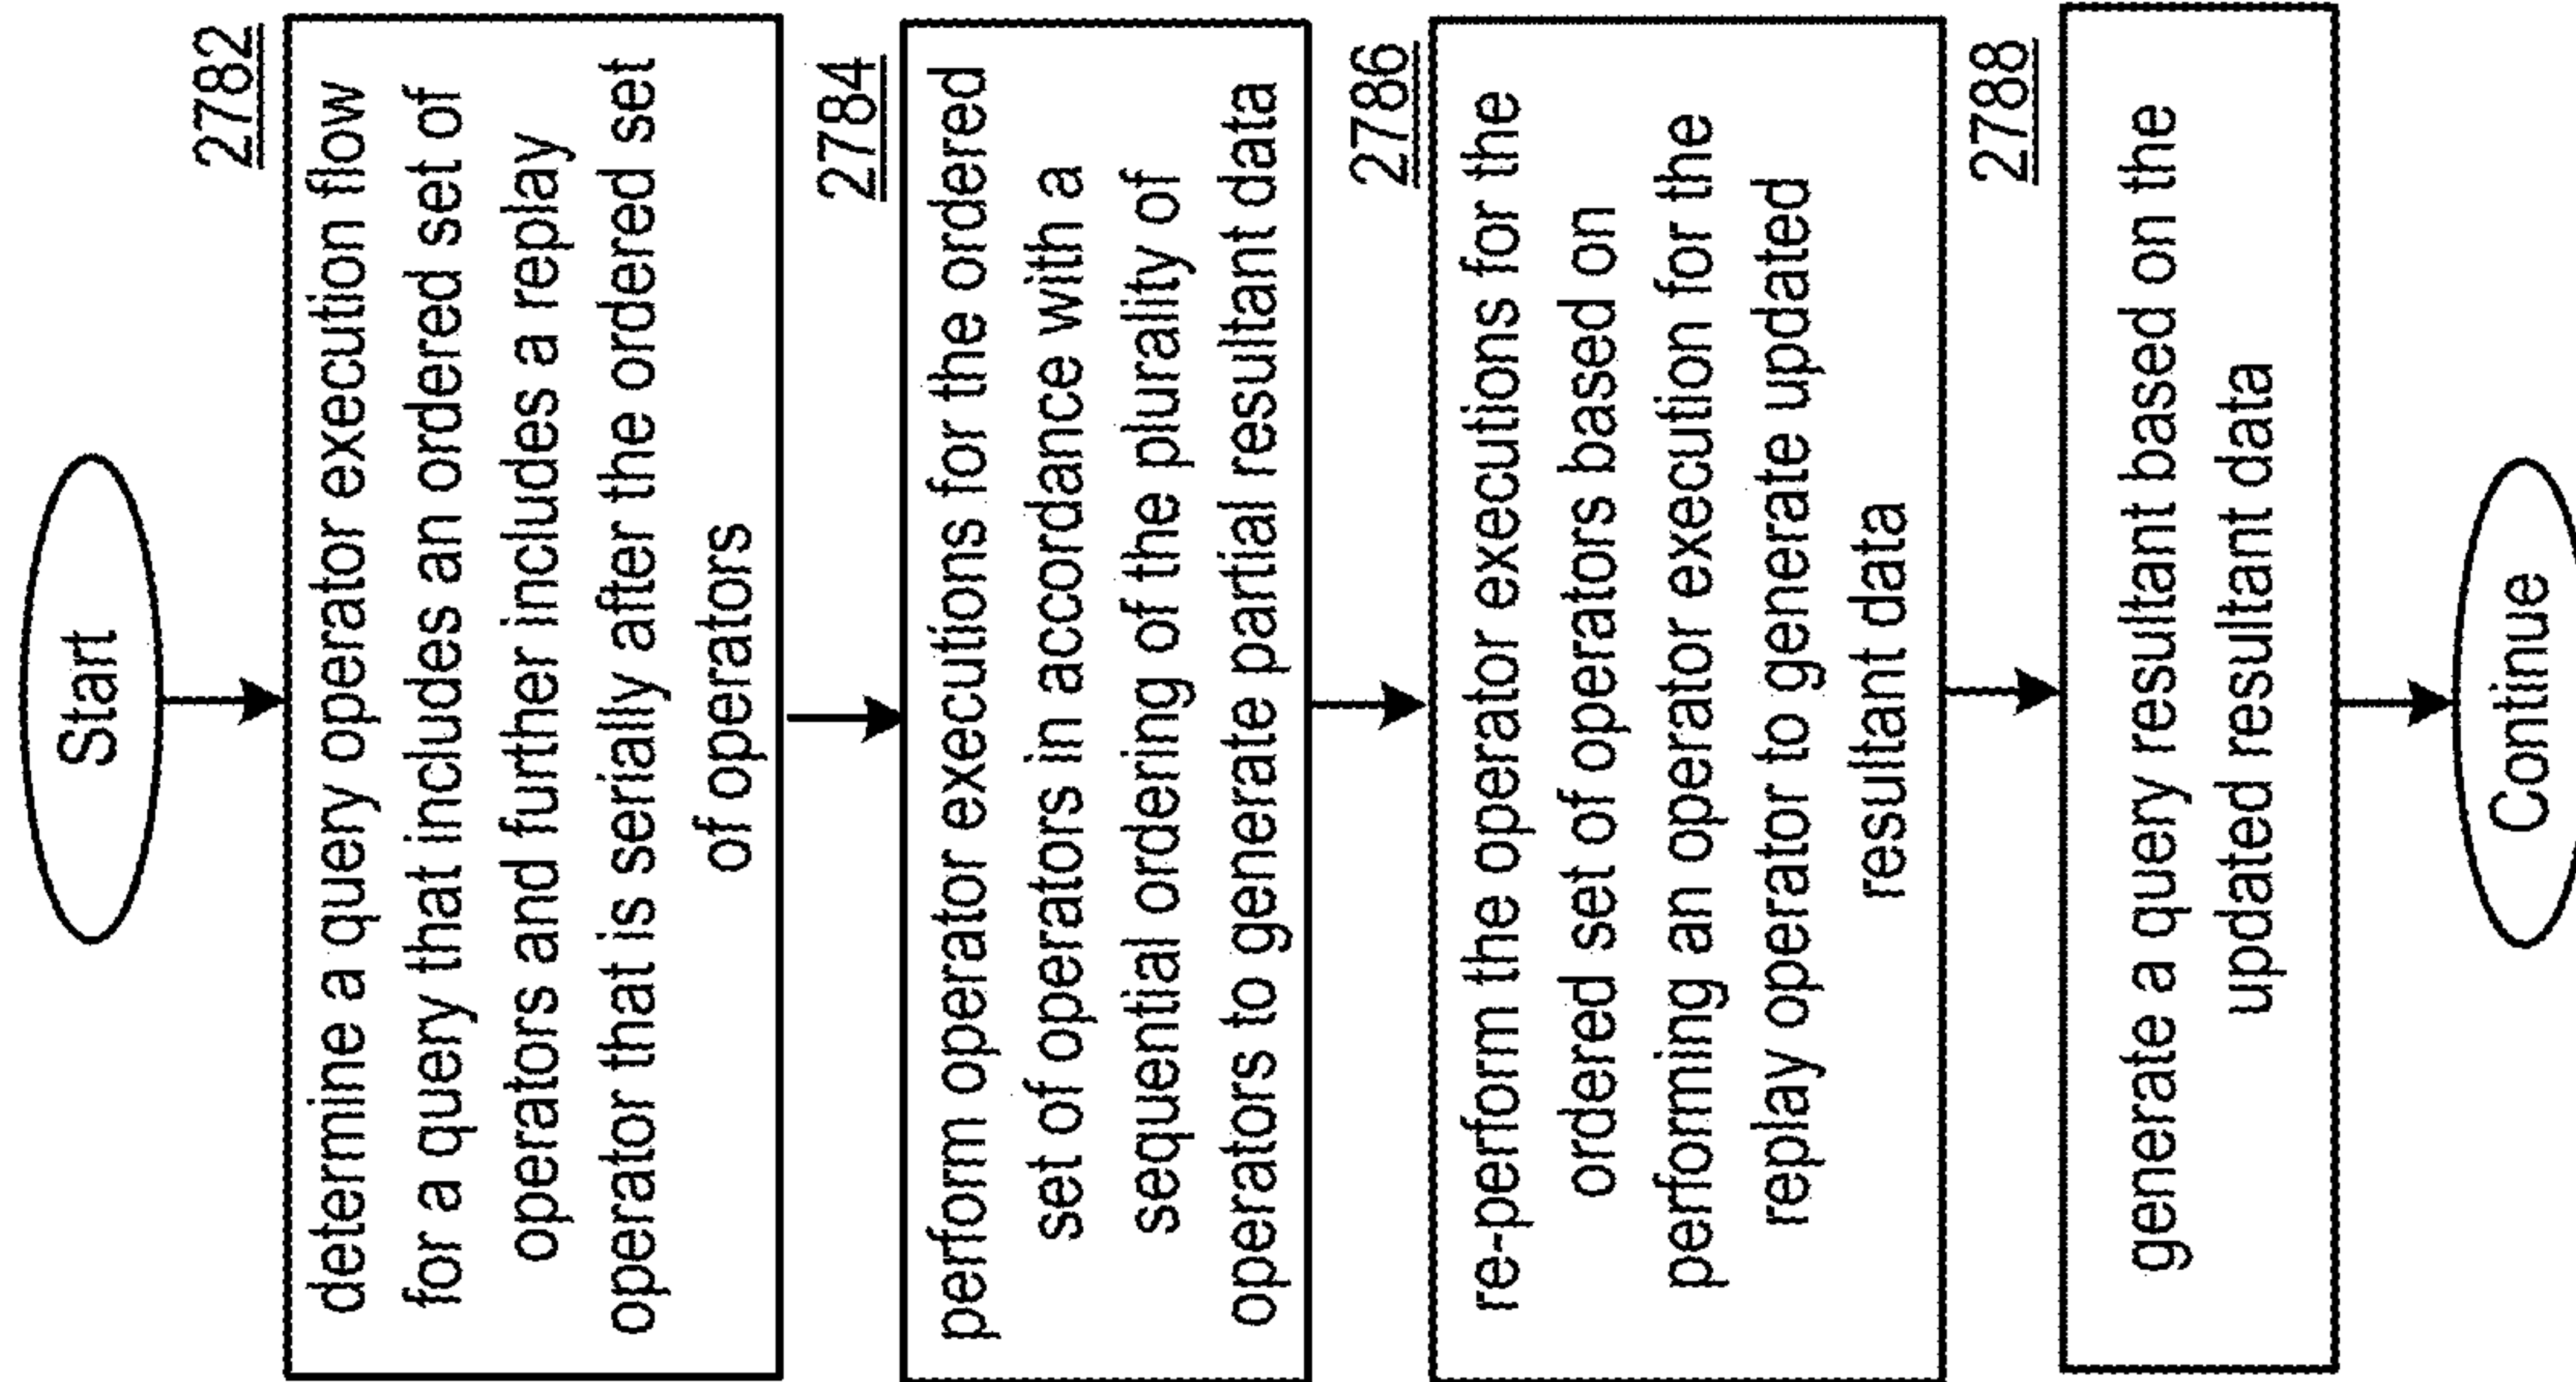 Start
2782
determine a query operator execution flow
for a query that includes an ordered set of
operators and further includes a replay
operator that is serially after the ordered set
of operators
2784
perform operator executions for the ordered
set of operators in accordance with a
sequential ordering of the plurality of
operators to generate partial resultant data
2786
re-perform the operator executions for the
ordered set of operators based on
performing an operator execution for the
replay operator to generate updated
resultant data
2788
generate a query resultant based on the
updated resultant data
Continue